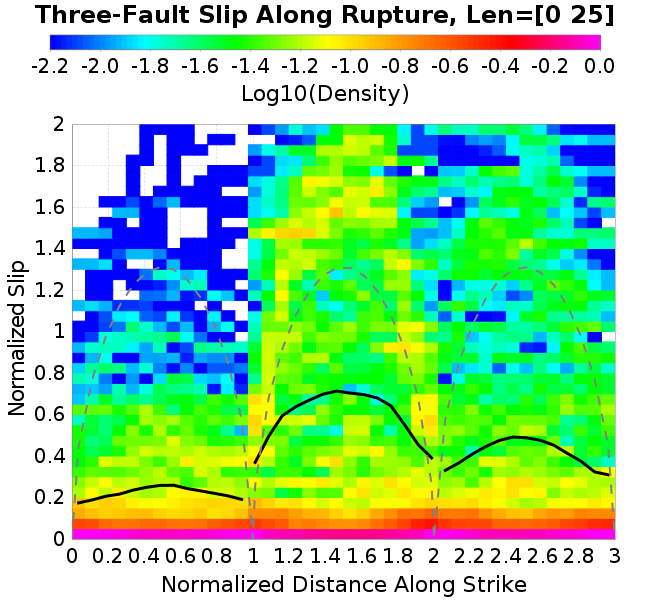 Three-Fault Slip Along Rupture, Len=[0 25]
-2.2 -2.0 -1.8 -1.6 -1.4 -1.2 -1.0 -0.8 -0.6 -0.4 -0.2 0.0
Log10(Density)
2
1.8
1.6
1.4
1.2
1
0.8
0.6
0.4
0.2
0
Normalized Slip
0 0.2 0.4 0.6 0.8 1 1.2 1.4 1.6 1.8 2 2.2 2.4 2.6 2.8 3
Normalized Distance Along Strike